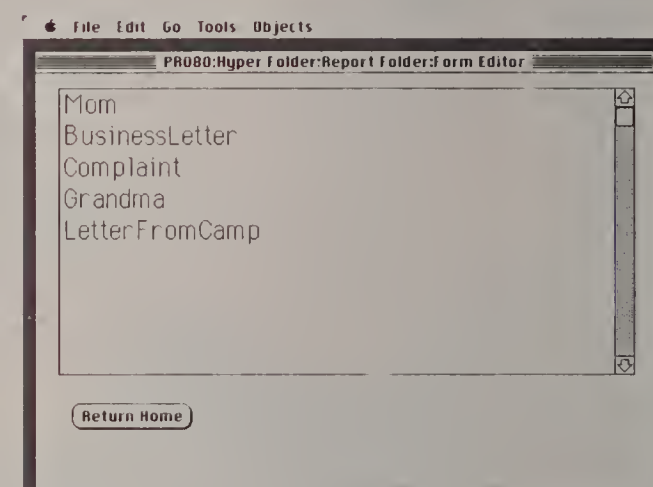 File Edit Go Tools Objects
PRO80:Hyper Folder:Report Folder:Form Editor
Mom
BusinessLetter
Complaint
Grandma
LetterFromCamp
Return Home